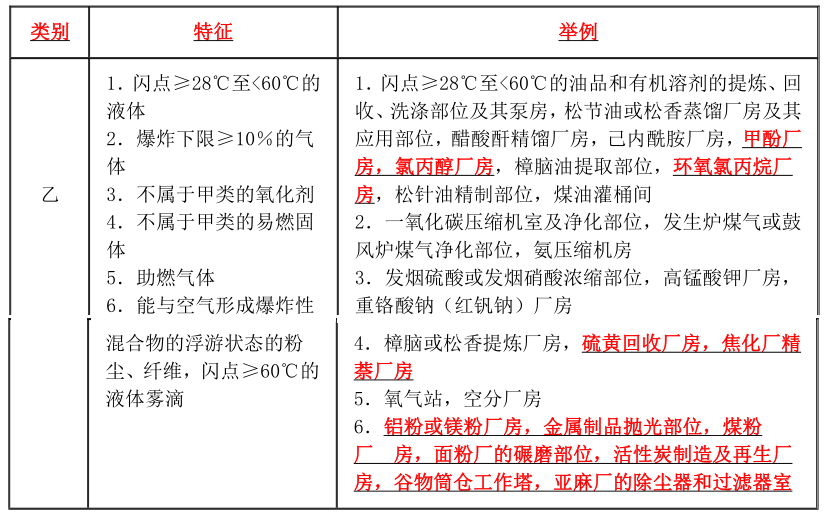 类别
特征
举例
乙
1．闪点≥28℃至<60℃的
液体
2．爆炸下限≥10％的气
体
3．不属于甲类的氧化剂
4．不属于甲类的易燃固
体
5．助燃气体
6．能与空气形成爆炸性
混合物的浮游状态的粉
尘、纤维，闪点≥60℃的
液体雾滴
1．闪点≥28℃至<60℃的油品和有机溶剂的提炼、回
收、洗涤部位及其泵房，松节油或松香蒸馏厂房及其
应用部位，醋酸酐精馏厂房，己内酰胺厂房，甲酚厂
房，氯丙醇厂房，樟脑油提取部位，环氧氯丙烷厂
房，松针油精制部位，煤油灌桶间
2．一氧化碳压缩机室及净化部位，发生炉煤气或鼓
风炉煤气净化部位，氨压缩机房
3．发烟硫酸或发烟硝酸浓缩部位，高锰酸钾厂房，
重铬酸钠（红钒钠）厂房
4．樟脑或松香提炼厂房，硫黄回收厂房，焦化厂精
萘厂房
5．氧气站，空分厂房
6．铝粉或镁粉厂房，金属制品抛光部位，煤粉
厂　房，面粉厂的碾磨部位，活性炭制造及再生厂
房，谷物筒仓工作塔，亚麻厂的除尘器和过滤器室